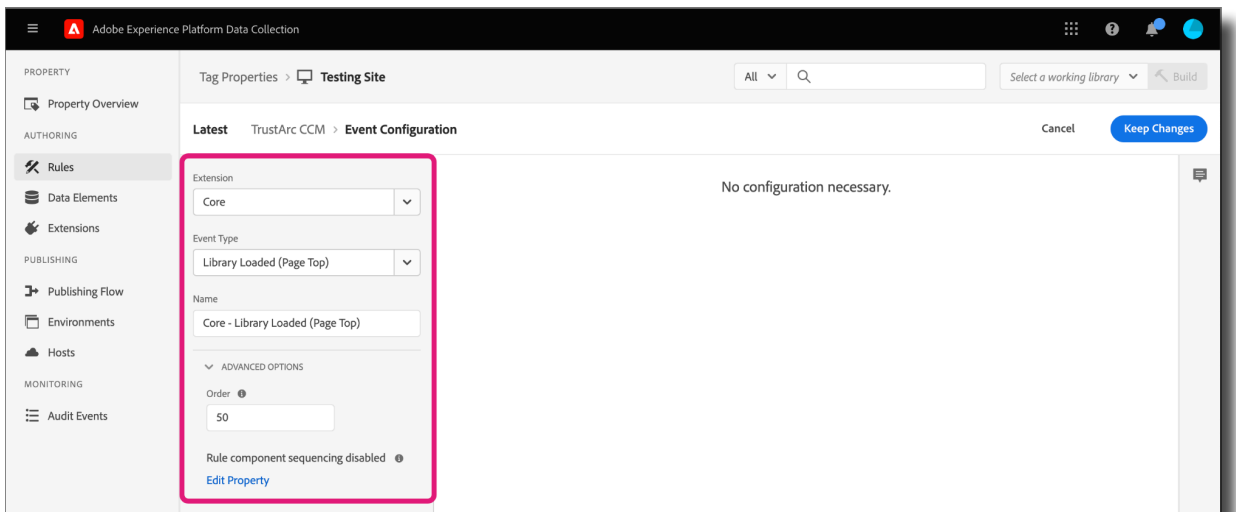 Adobe Experience Platform Data Collection
PROPERTY
Property Overview
AUTHORING
Rules
Data Elements
Extensions
PUBLISHING
Publishing Flow
Environments
Hosts
MONITORING
Audit Events
Tag Properties > Testing Site
All
Select a working library
Build
Latest TrustArc CCM > Event Configuration
Cancel
Keep Changes
Extension
Core
Event Type
Library Loaded (Page Top)
Name
Core - Library Loaded (Page Top)
ADVANCED OPTIONS
Order
50
Rule component sequencing disabled
Edit Property
No configuration necessary.